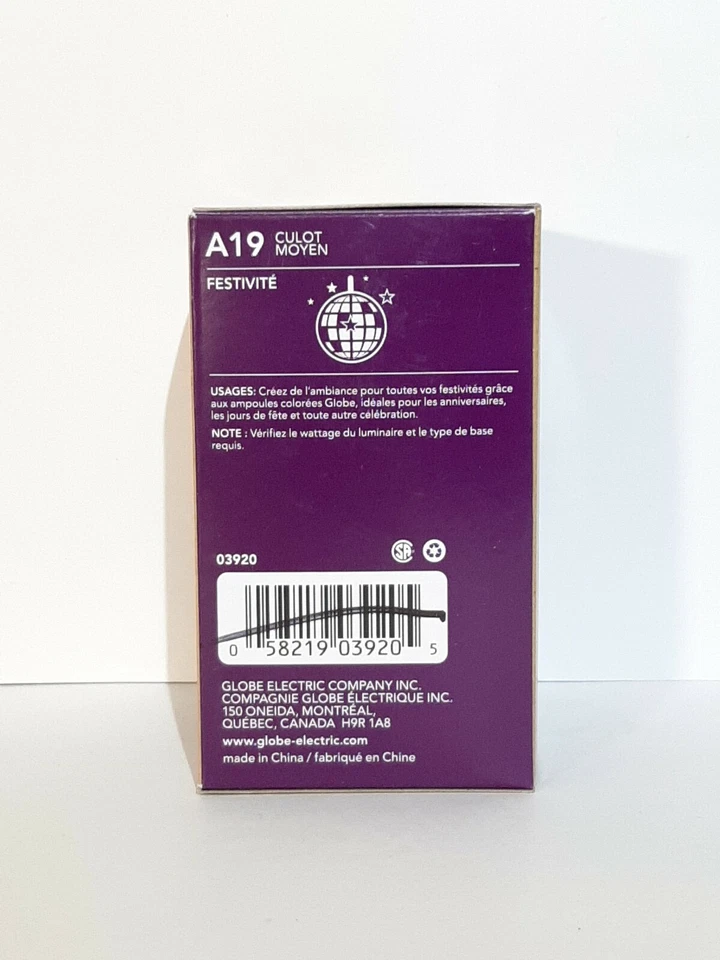 A19 CULOT
MOYEN
FESTIVITÉ
USAGES: Créez de l'ambiance pour toutes vos festivités grâce
aux ampoules colorées Globe, idéales pour les anniversaires,
les jours de fête et toute autre célébration.
NOTE : Vérifiez le wattage du luminaire et le type de base
requis.
03920
SA
0 58219 03920 5
GLOBE ELECTRIC COMPANY INC.
COMPAGNIE GLOBE ÉLECTRIQUE INC.
150 ONEIDA, MONTRÉAL,
QUÉBEC, CANADA H9R 1A8
www.globe-electric.com
made in China / fabriqué en Chine